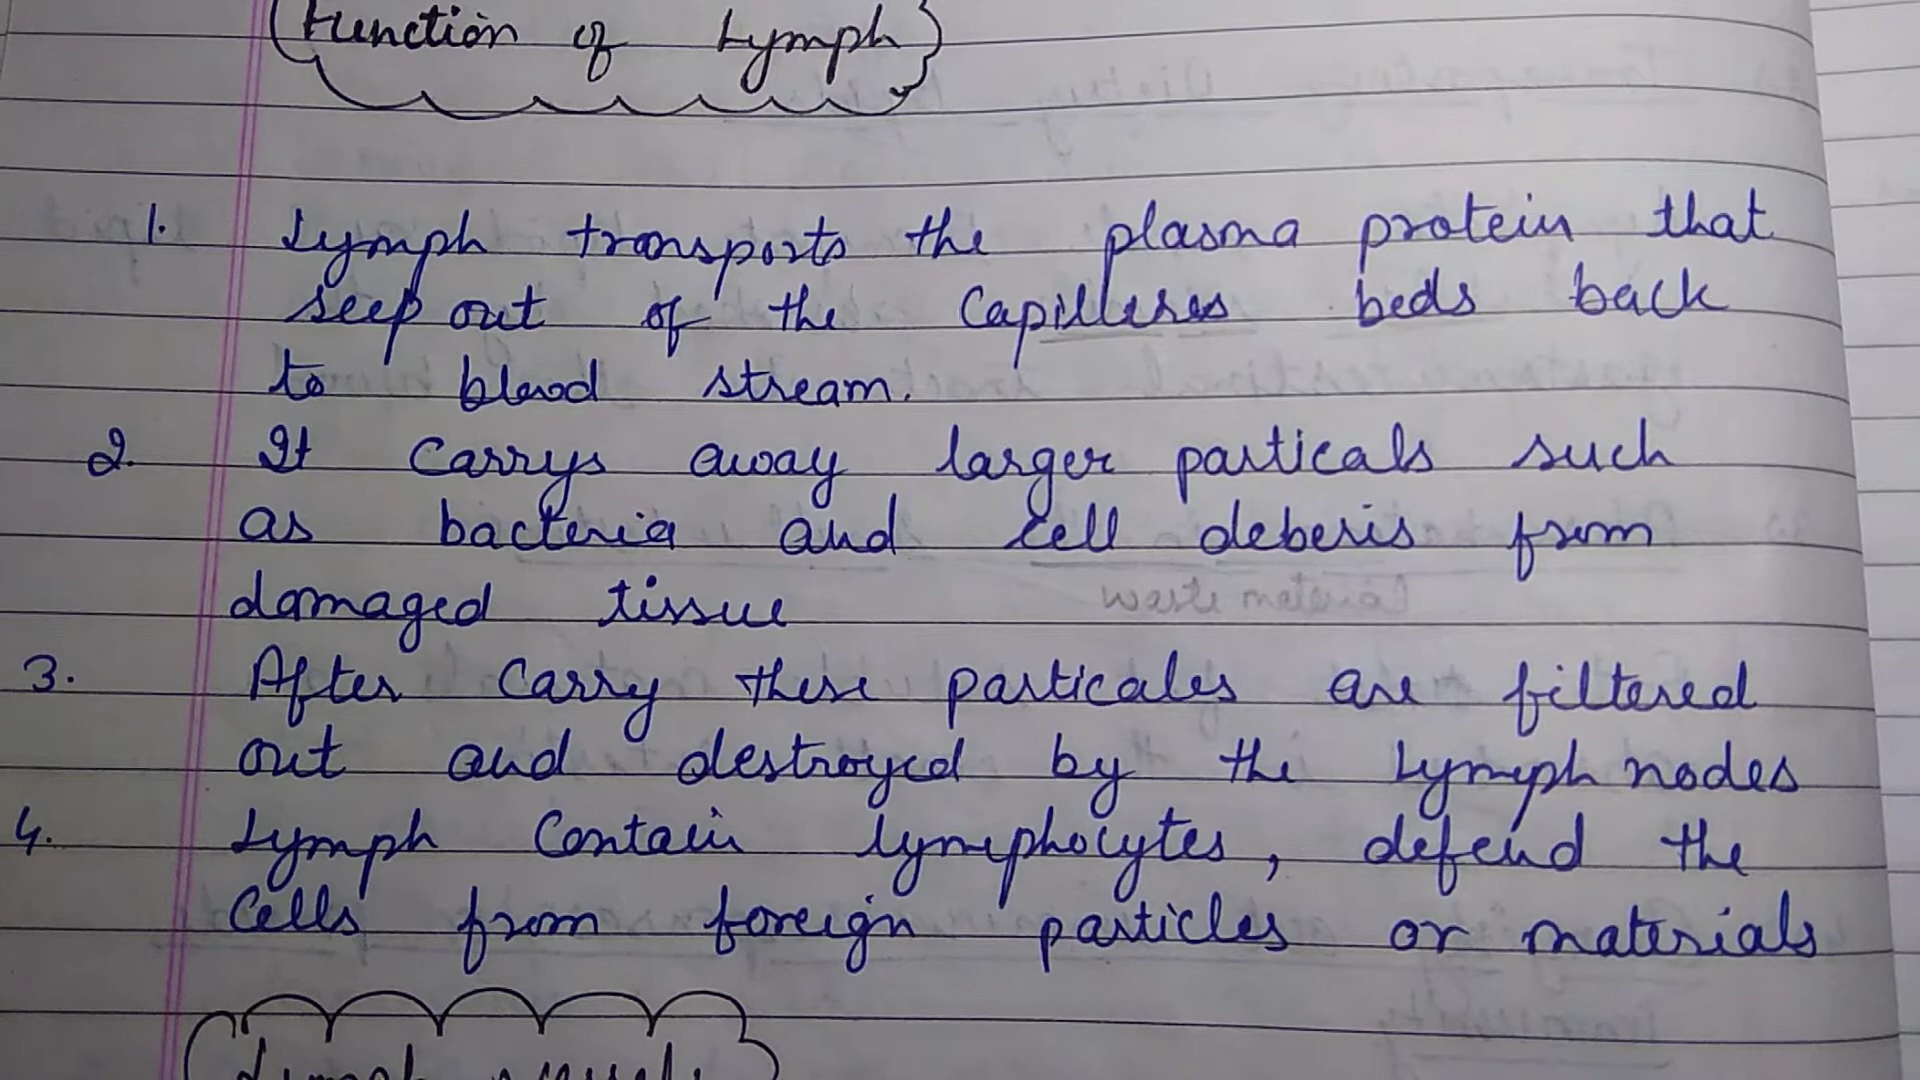 Function of Lymph
1. Lymph transports the plasma protein that
seep out of the Capilleres beds back
to blood stream.
2. It Carrys away larger particals such
as bacteria and cell deberis from
damaged tissue
3. After Carry these particales are filtered
out and destroyed by the Lymph nodes
4. Lymph Contain lymphocytes, defend the
Cells from foreign particles or materials
Lymph vessels